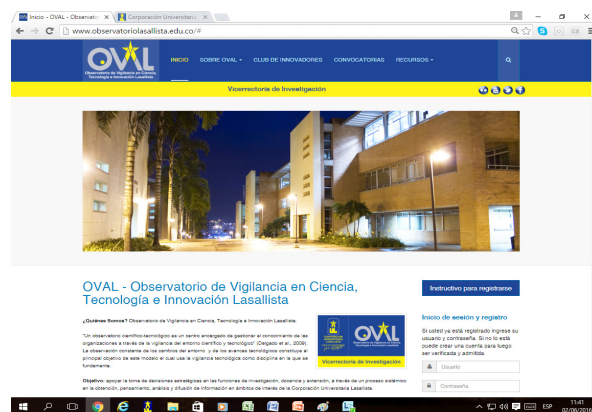 Inicio - OVAL - Observato
Corporación Universitaria
www.observatoriolasallista.edu.co/#
OVAL
Observatorio de Vigilancia en Ciencia,
Tecnología e Innovación Lasallista
INICIO SOBRE OVAL CLUB DE INNOVADORES CONVOCATORIAS RECURSOS
Vicerrectoría de Investigación
OVAL - Observatorio de Vigilancia en Ciencia,
Tecnología e Innovación Lasallista
¿Quiénes Somos? Observatorio de Vigilancia en Ciencia, Tecnología e Innovación Lasallista.
"Un observatorio científico-tecnológico es un centro encargado de gestionar el conocimiento de las
organizaciones a través de la vigilancia del entorno científico y tecnológico" (Delgado et al., 2009).
La observación constante de los cambios del entorno y de los avances tecnológicos constituye el
principal objetivo de este modelo el cual usa la vigilancia tecnológica como disciplina en la que se
fundamenta.
Objetivo: apoyar la toma de decisiones estratégicas en las funciones de investigación, docencia y extensión, a través de un proceso sistémico
en la obtención, pensamiento, análisis y difusión de información en ámbitos de interés de la Corporación Universitaria Lasallista.
OVAL
Vicerrectoría de Investigación
Instructivo para registrarse
Inicio de sesión y registro
Si usted ya está registrado ingrese su
usuario y contraseña. Si no lo está
puede crear una cuenta para luego
ser verificada y admitida.
Usuario
Contraseña
ESP
11:41
02/06/2016